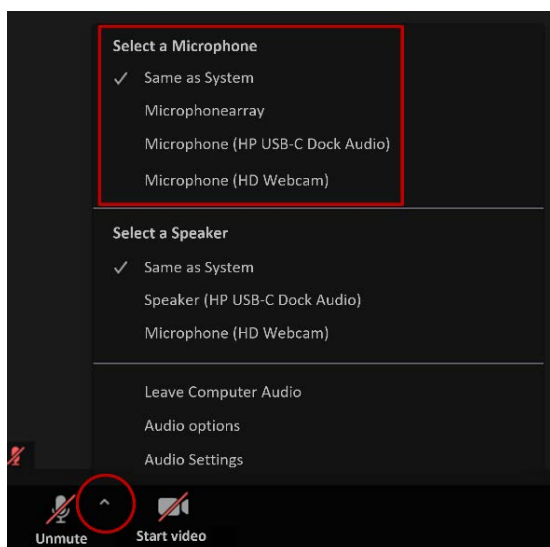 Select a Microphone
✓ Same as System
Microphonearray
Microphone (HP USB-C Dock Audio)
Microphone (HD Webcam)
Select a Speaker
✓ Same as System
Speaker (HP USB-C Dock Audio)
Microphone (HD Webcam)
Leave Computer Audio
Audio options
Audio Settings
Unmute Start video